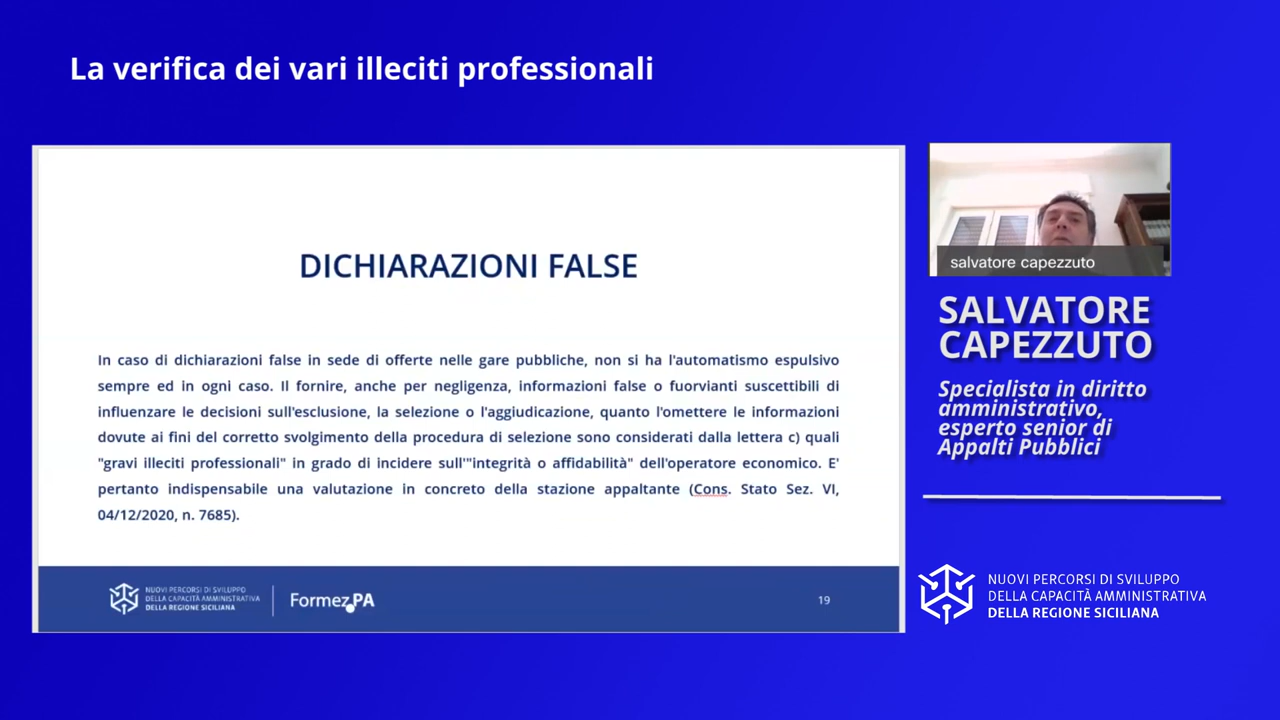 La verifica dei vari illeciti professionali
DICHIARAZIONI FALSE
In caso di dichiarazioni false in sede di offerte nelle gare pubbliche, non si ha l'automatismo espulsivo
sempre ed in ogni caso. Il fornire, anche per negligenza, informazioni false o fuorvianti suscettibili di
influenzare le decisioni sull'esclusione, la selezione o l'aggiudicazione, quanto l'omettere le informazioni
dovute ai fini del corretto svolgimento della procedura di selezione sono considerati dalla lettera c) quali
"gravi illeciti professionali" in grado di incidere sull'"integrità o affidabilità" dell'operatore economico. E'
pertanto indispensabile una valutazione in concreto della stazione appaltante (Cons. Stato Sez. VI,
04/12/2020, n. 7685).
NUOVI PERCORSI DI SVILUPPO
DELLA CAPACITÀ AMMINISTRATIVA
DELLA REGIONE SICILIANA
Formez PA
19
salvatore capezzuto
SALVATORE
CAPEZZUTO
Specialista in diritto
amministrativo,
esperto senior di
Appalti Pubblici
NUOVI PERCORSI DI SVILUPPO
DELLA CAPACITÀ AMMINISTRATIVA
DELLA REGIONE SICILIANA